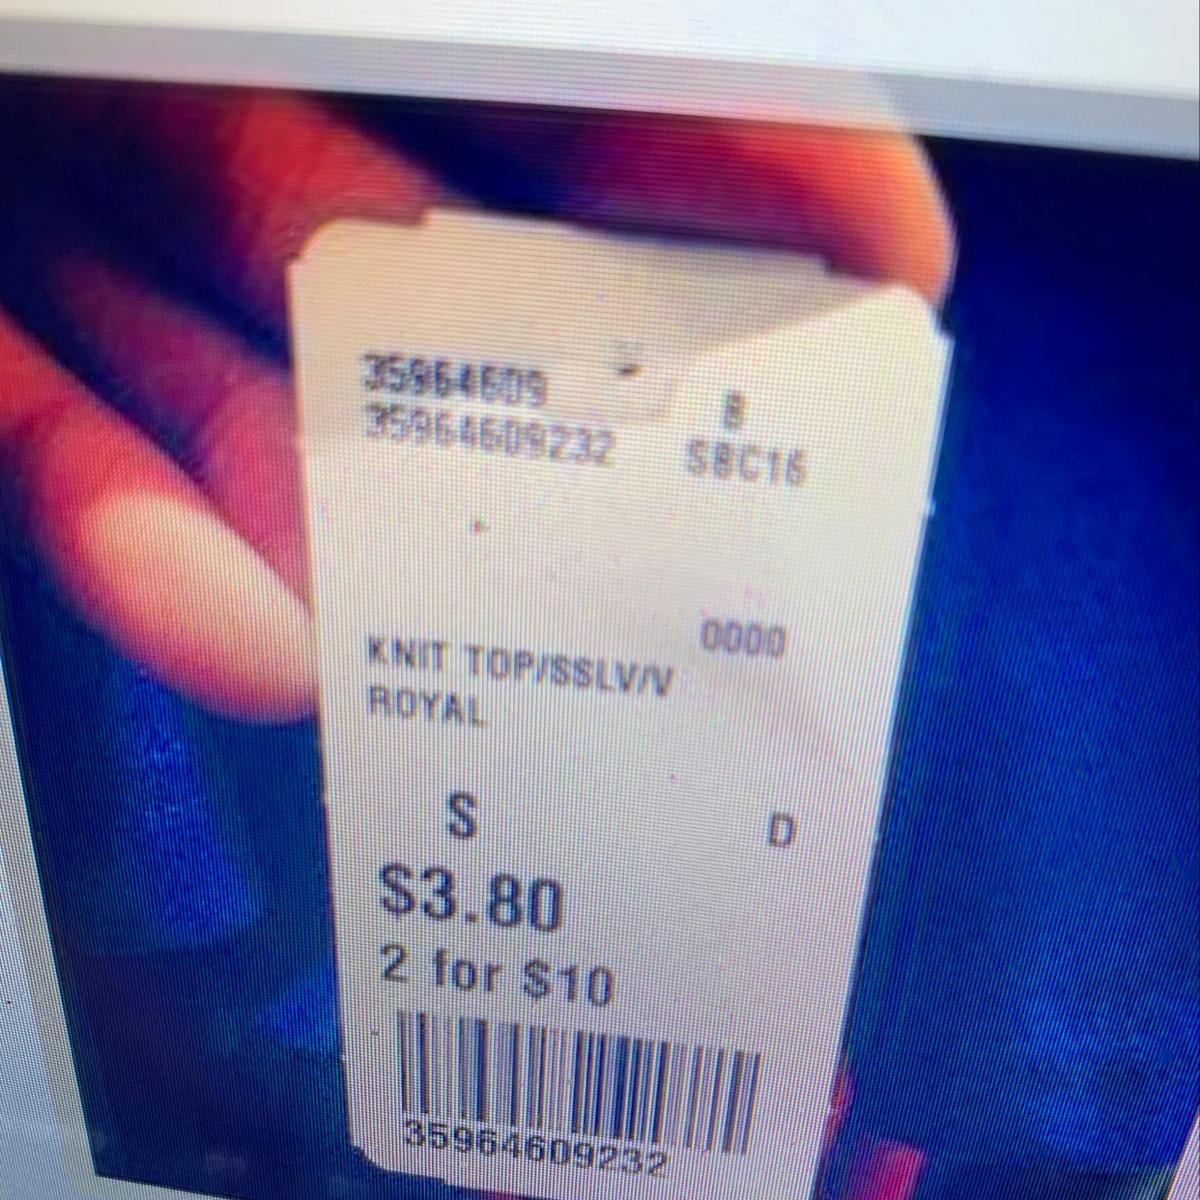 35964609
B
35964609232 SBC16
0000
KNIT TOP/SSLV/V
ROYAL
S D
$3.80
2 for $10
35964609232